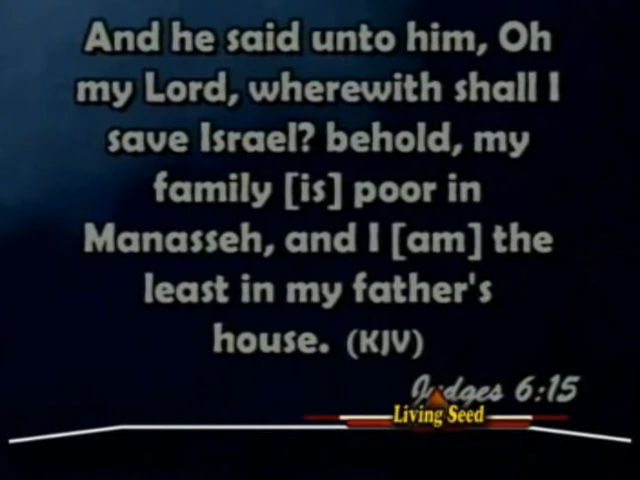 And he said unto him, Oh
my Lord, wherewith shall I
save Israel? behold, my
family [is] poor in
Manasseh, and I [am] the
least in my father's
house. (KJV)
Judges 6:15
Living Seed